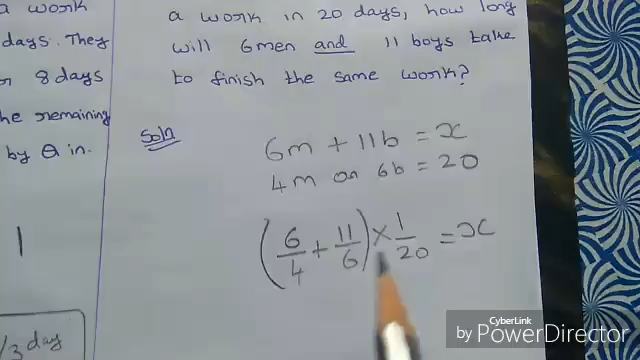 a work
days. They
8 days
he remaining
by Q in.
1
/3 day
a work in 20 days, how long
will 6men and 11 boys take
to finish the same work?
Soln
6m + 11b = x
4m or 6b = 20
(6/4 + 11/6) × 1/20 = x
CyberLink
by PowerDirector